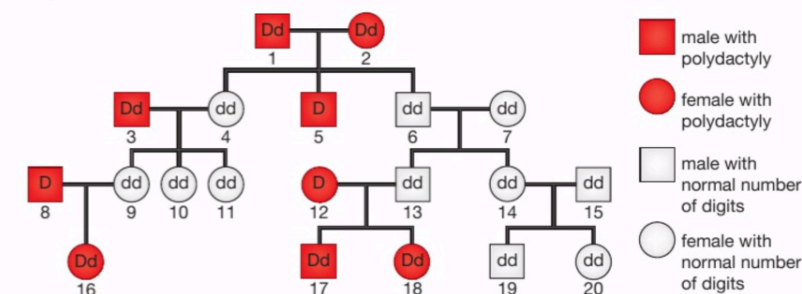 Dd Dd
1 2
male with
polydactyly
Dd dd D dd dd
3 4 5 6 7
female with
polydactyly
D dd dd dd D dd dd dd
8 9 10 11 12 13 14 15
male with
normal number
of digits
Dd Dd Dd dd dd
16 17 18 19 20
female with
normal number
of digits